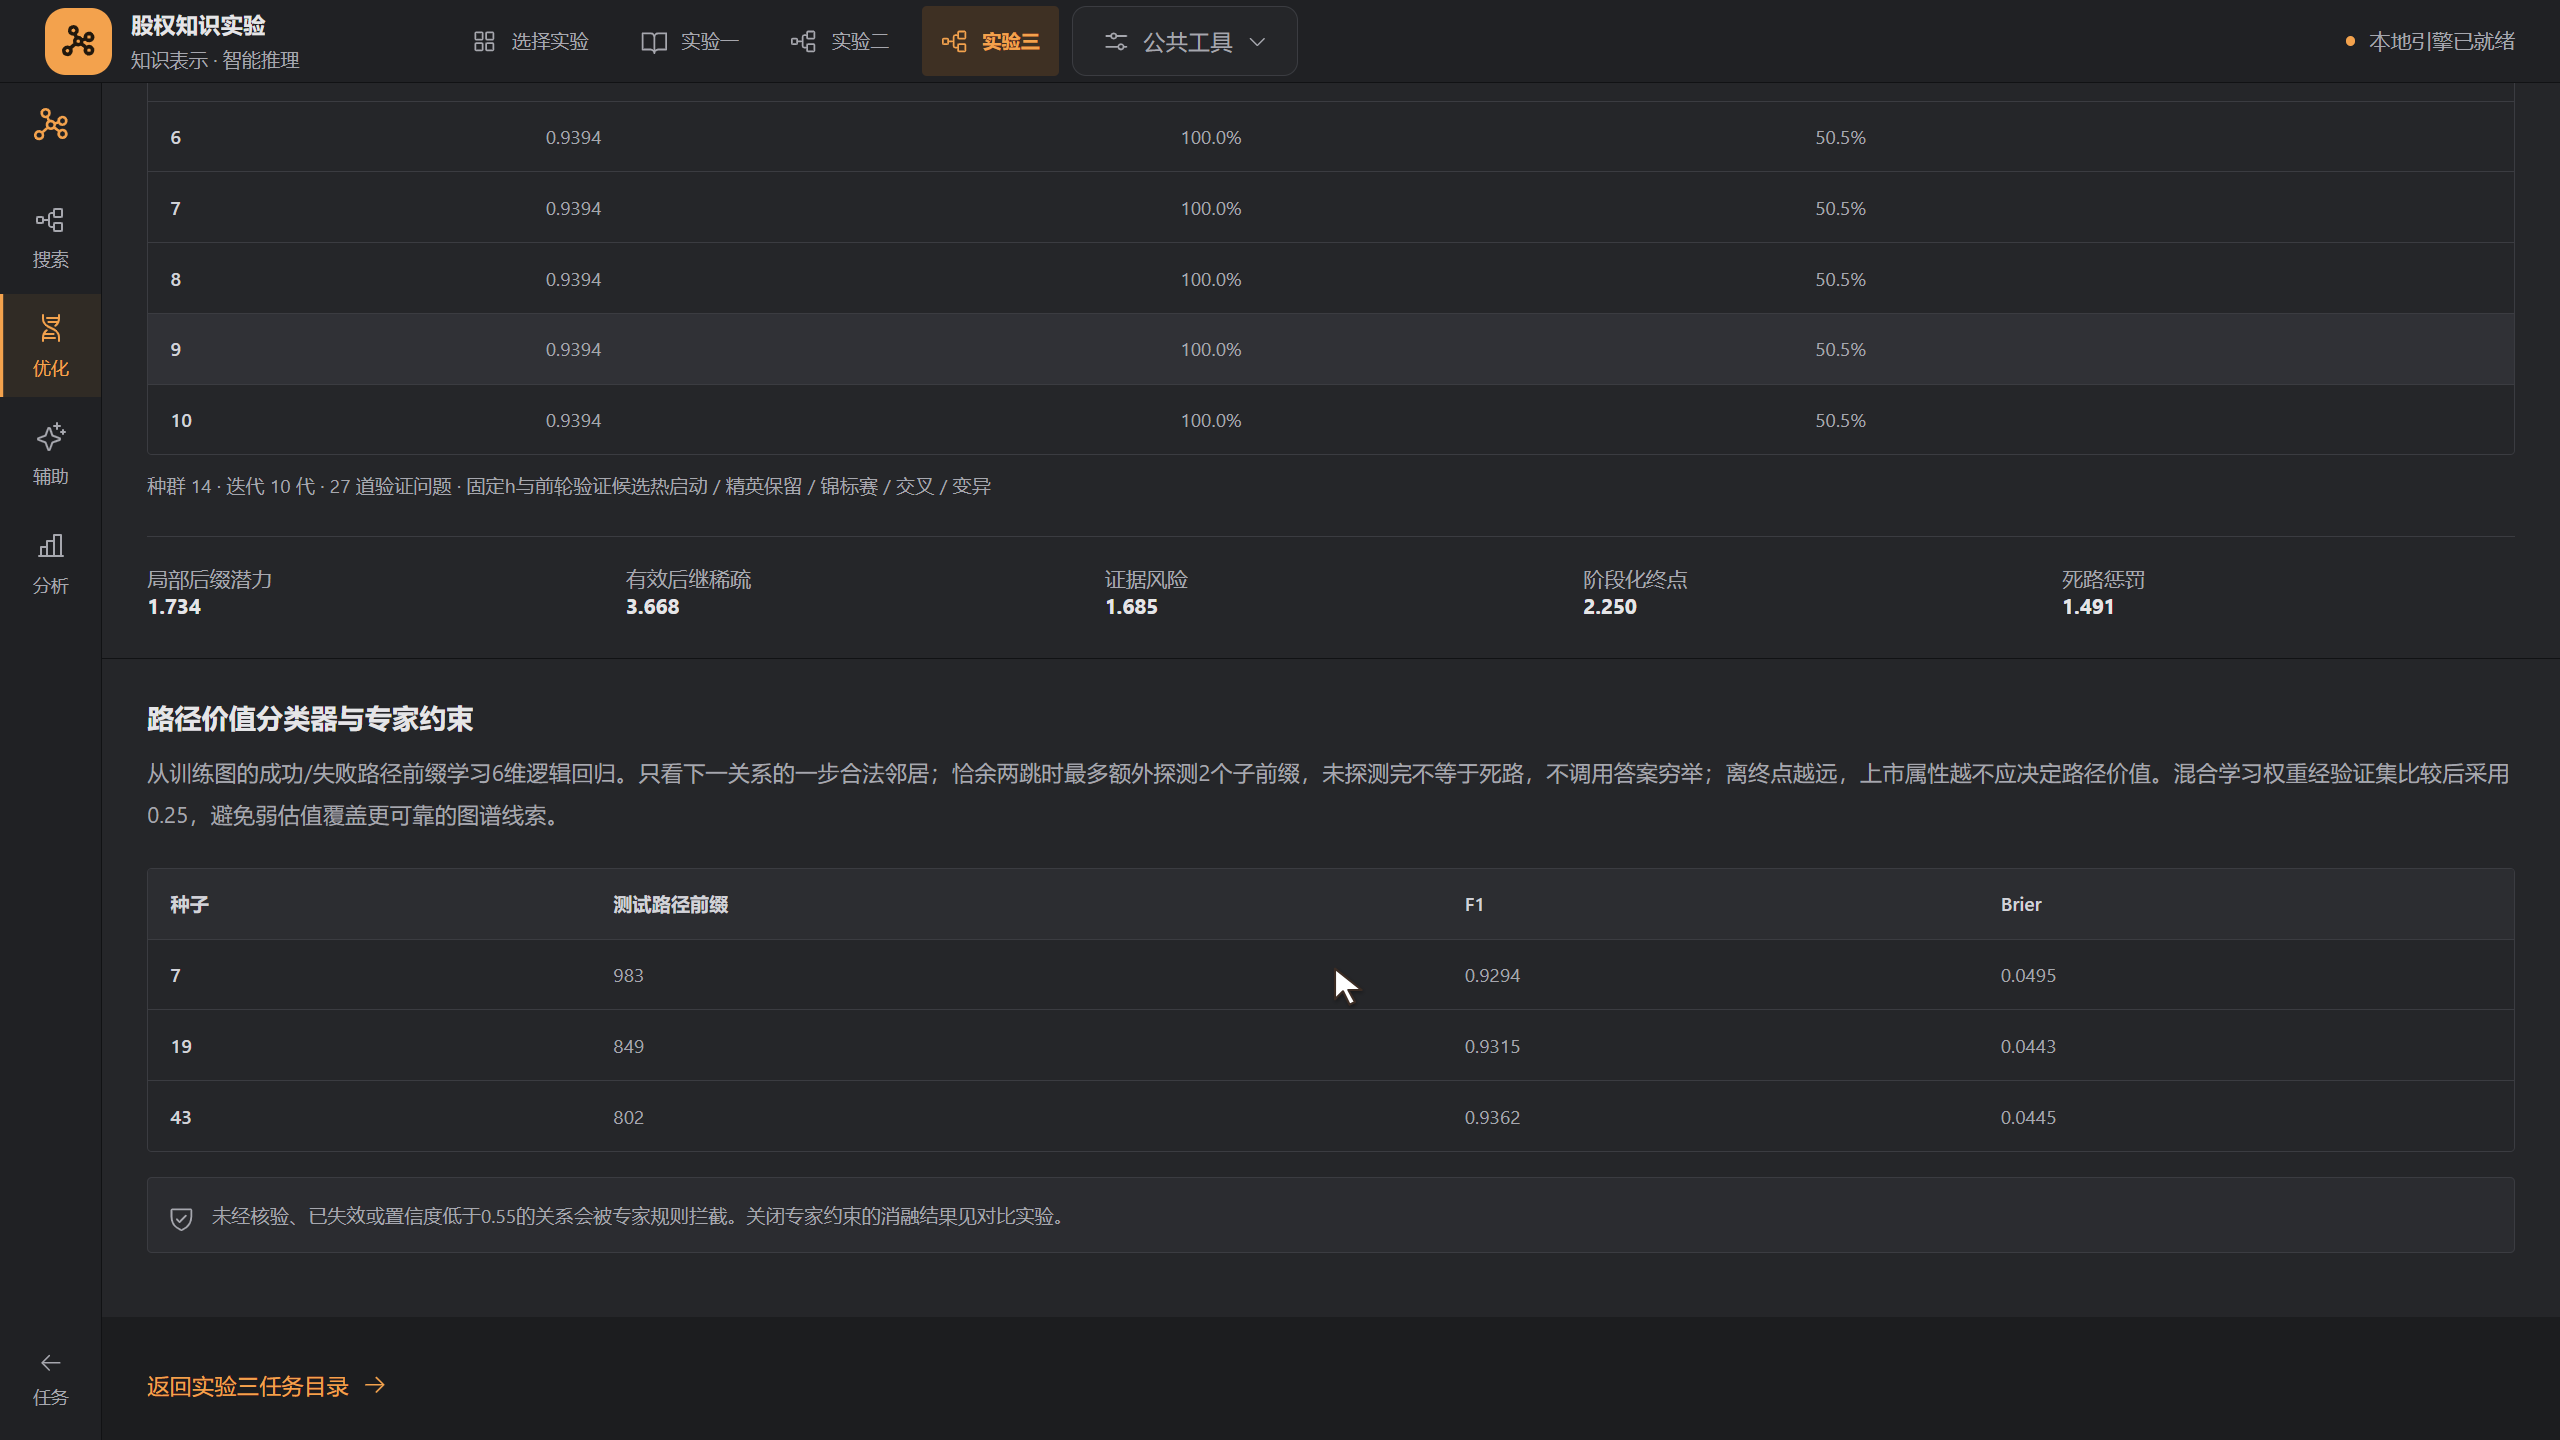 股权知识实验
知识表示 · 智能推理
选择实验
实验一
实验二
实验三
公共工具
本地引擎已就绪
搜索
优化
辅助
分析
任务
6 0.9394 100.0% 50.5%
7 0.9394 100.0% 50.5%
8 0.9394 100.0% 50.5%
9 0.9394 100.0% 50.5%
10 0.9394 100.0% 50.5%
种群 14 · 迭代 10 代 · 27 道验证问题 · 固定h与前轮验证候选热启动 / 精英保留 / 锦标赛 / 交叉 / 变异
局部后缀潜力 有效后继稀疏 证据风险 阶段化终点 死路惩罚
1.734 3.668 1.685 2.250 1.491
路径价值分类器与专家约束
从训练图的成功/失败路径前缀学习6维逻辑回归。只看下一关系的一步合法邻居；恰余两跳时最多额外探测2个子前缀，未探测完不等于死路，不调用答案穷举；离终点越远，上市属性越不应决定路径价值。混合学习权重经验证集比较后采用
0.25，避免弱估值覆盖更可靠的图谱线索。
种子 测试路径前缀 F1 Brier
7 983 0.9294 0.0495
19 849 0.9315 0.0443
43 802 0.9362 0.0445
未经核验、已失效或置信度低于0.55的关系会被专家规则拦截。关闭专家约束的消融结果见对比实验。
返回实验三任务目录 →